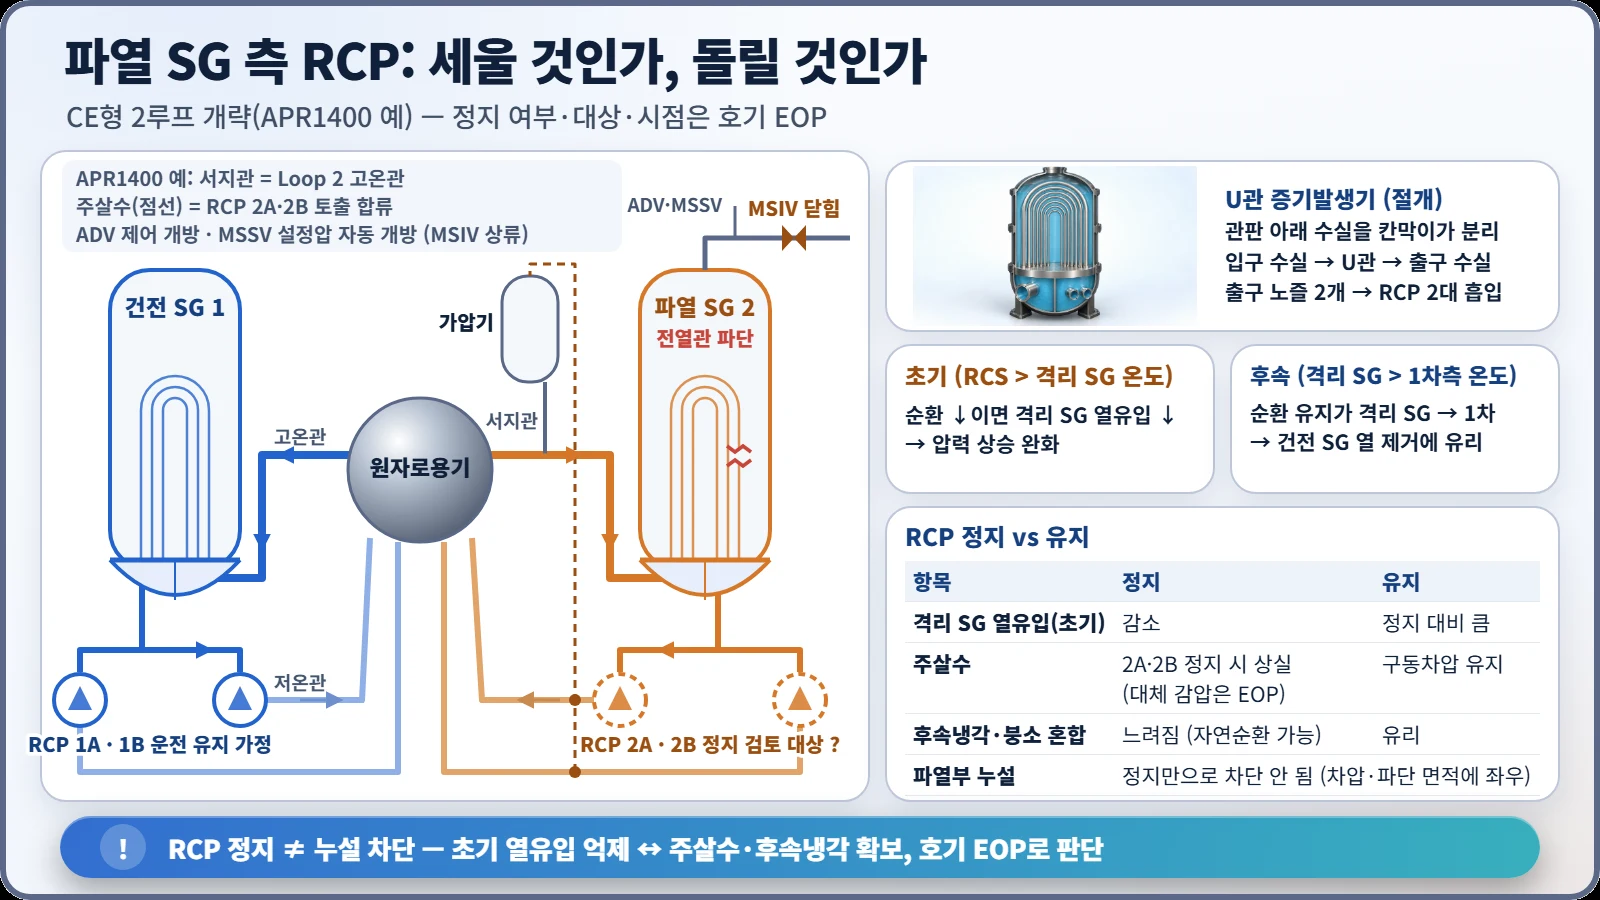 파열 SG 측 RCP: 세울 것인가, 돌릴 것인가
CE형 2루프 개략(APR1400 예) — 정지 여부·대상·시점은 호기 EOP
APR1400 예: 서지관 = Loop 2 고온관
주살수(점선) = RCP 2A·2B 토출 합류
ADV 제어 개방 · MSSV 설정압 자동 개방 (MSIV 상류)
ADV·MSSV
MSIV 닫힘
건전 SG 1
가압기
파열 SG 2
전열관 파단
고온관
서지관
원자로용기
저온관
RCP 1A · 1B 운전 유지 가정
RCP 2A · 2B 정지 검토 대상 ?
U관 증기발생기 (절개)
관판 아래 수실을 칸막이가 분리
입구 수실 → U관 → 출구 수실
출구 노즐 2개 → RCP 2대 흡입
초기 (RCS > 격리 SG 온도)
순환 ↓이면 격리 SG 열유입 ↓
→ 압력 상승 완화
후속 (격리 SG > 1차측 온도)
순환 유지가 격리 SG → 1차
→ 건전 SG 열 제거에 유리
RCP 정지 vs 유지
항목 정지 유지
격리 SG 열유입(초기) 감소 정지 대비 큼
주살수 2A·2B 정지 시 상실 구동차압 유지
(대체 감압은 EOP)
후속냉각·붕소 혼합 느려짐 (자연순환 가능) 유리
파열부 누설 정지만으로 차단 안 됨 (차압·파단 면적에 좌우)
! RCP 정지 ≠ 누설 차단 — 초기 열유입 억제 ↔ 주살수·후속냉각 확보, 호기 EOP로 판단